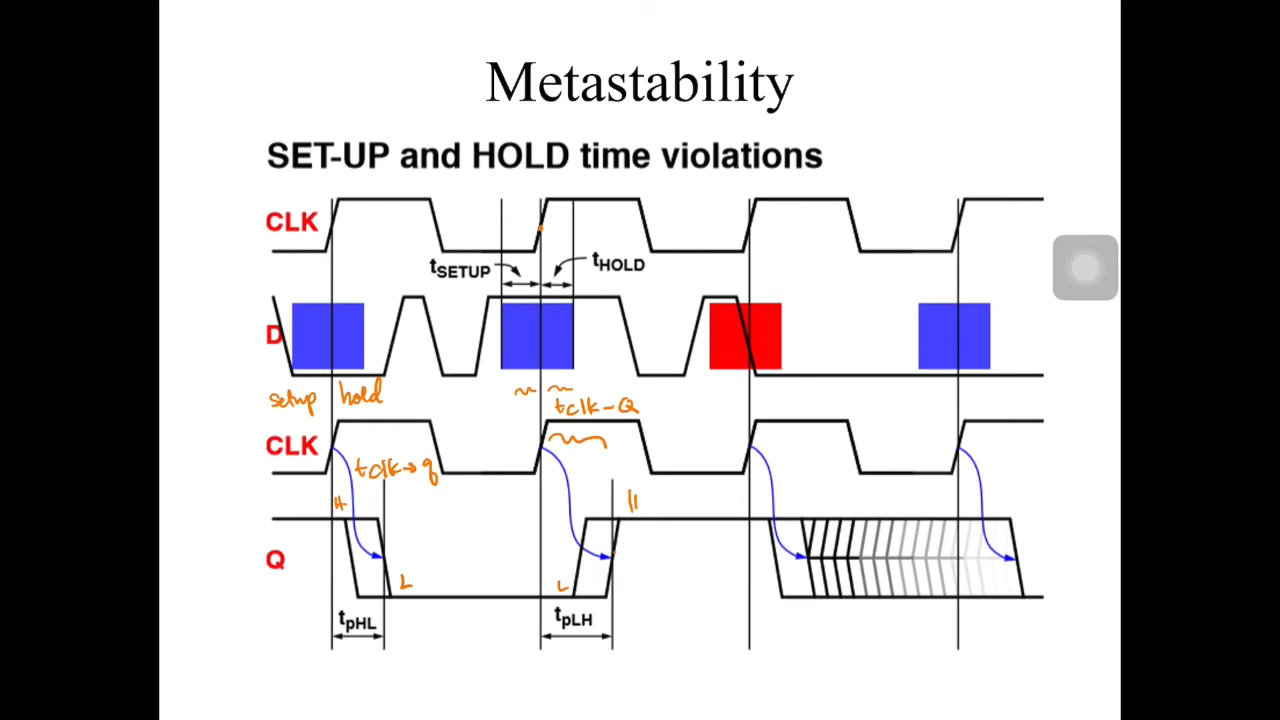 Metastability
SET-UP and HOLD time violations
CLK
tSETUP
tHOLD
D
setup hold
tclk-Q
CLK
tclk→q
H
H
Q
L
L
tpHL
tpLH